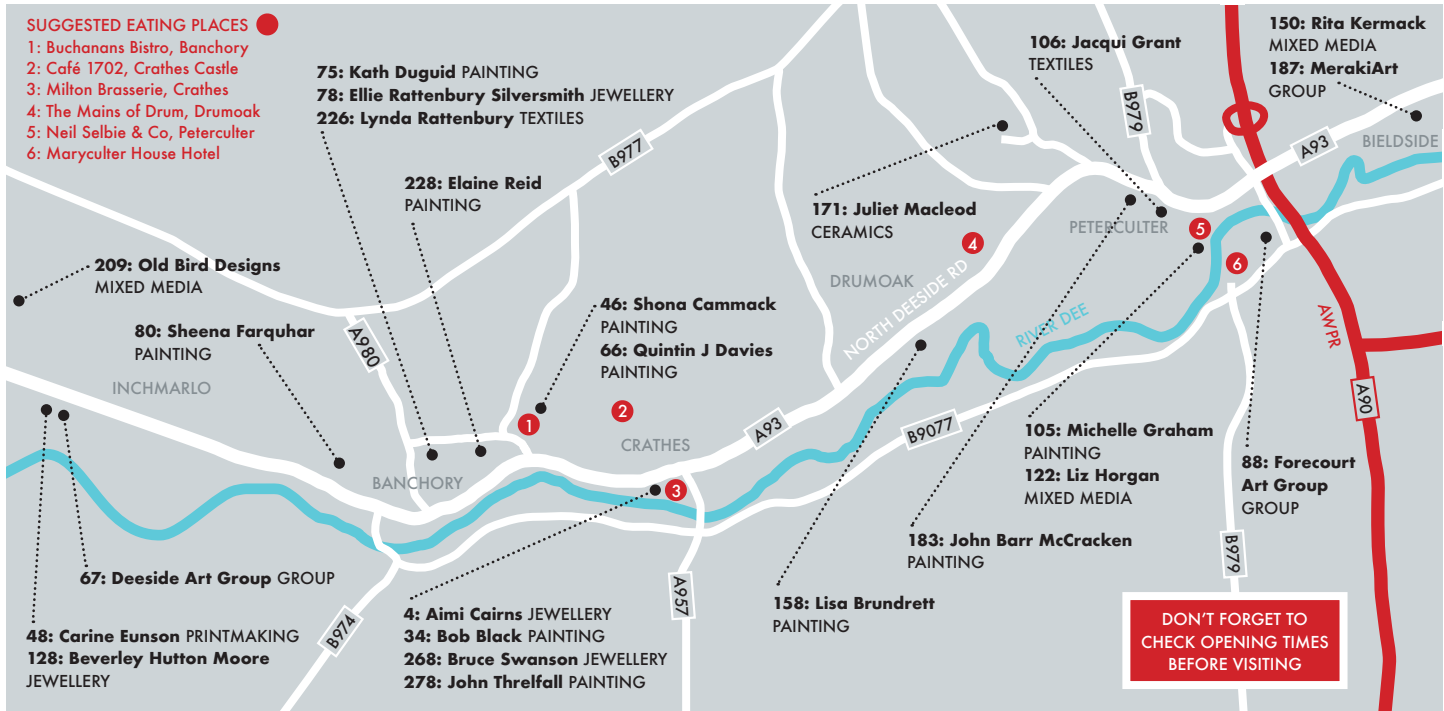 SUGGESTED EATING PLACES
1: Buchanans Bistro, Banchory
2: Café 1702, Crathes Castle
3: Milton Brasserie, Crathes
4: The Mains of Drum, Drumoak
5: Neil Selbie & Co, Peterculter
6: Maryculter House Hotel
75: Kath Duguid PAINTING
78: Ellie Rattenbury Silversmith JEWELLERY
226: Lynda Rattenbury TEXTILES
228: Elaine Reid
PAINTING
B977
106: Jacqui Grant
TEXTILES
150: Rita Kermack
MIXED MEDIA
187: MerakiArt
GROUP
B979
A93
BIELDSIDE
171: Juliet Macleod
CERAMICS
PETERCULTER
5
4
6
DRUMOAK
NORTH DEESIDE RD
RIVER DEE
AWPR
A90
209: Old Bird Designs
MIXED MEDIA
80: Sheena Farquhar
PAINTING
INCHMARLO
A980
46: Shona Cammack
PAINTING
66: Quintin J Davies
PAINTING
1
2
CRATHES
A93
B9077
BANCHORY
3
105: Michelle Graham
PAINTING
122: Liz Horgan
MIXED MEDIA
88: Forecourt
Art Group
GROUP
183: John Barr McCracken
PAINTING
B979
67: Deeside Art Group GROUP
48: Carine Eunson PRINTMAKING
128: Beverley Hutton Moore
JEWELLERY
B974
4: Aimi Cairns JEWELLERY
34: Bob Black PAINTING
268: Bruce Swanson JEWELLERY
278: John Threlfall PAINTING
A957
158: Lisa Brundrett
PAINTING
DON'T FORGET TO
CHECK OPENING TIMES
BEFORE VISITING